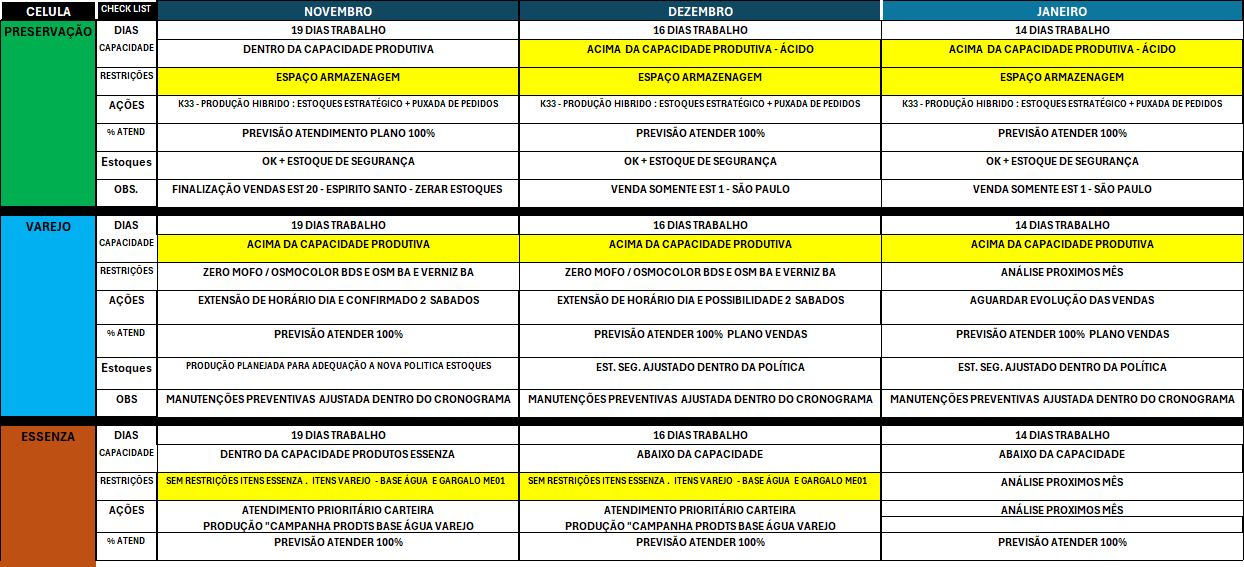 CELULA CHECK LIST NOVEMBRO DEZEMBRO JANEIRO
PRESERVAÇÃO DIAS 19 DIAS TRABALHO 16 DIAS TRABALHO 14 DIAS TRABALHO
CAPACIDADE DENTRO DA CAPACIDADE PRODUTIVA ACIMA DA CAPACIDADE PRODUTIVA - ÁCIDO ACIMA DA CAPACIDADE PRODUTIVA - ÁCIDO
RESTRIÇÕES ESPAÇO ARMAZENAGEM ESPAÇO ARMAZENAGEM ESPAÇO ARMAZENAGEM
AÇÕES K33 - PRODUÇÃO HIBRIDO : ESTOQUES ESTRATÉGICO + PUXADA DE PEDIDOS K33 - PRODUÇÃO HIBRIDO : ESTOQUES ESTRATÉGICO + PUXADA DE PEDIDOS K33 - PRODUÇÃO HIBRIDO : ESTOQUES ESTRATÉGICO + PUXADA DE PEDIDOS
% ATEND PREVISÃO ATENDIMENTO PLANO 100% PREVISÃO ATENDER 100% PREVISÃO ATENDER 100%
Estoques OK + ESTOQUE DE SEGURANÇA OK + ESTOQUE DE SEGURANÇA OK + ESTOQUE DE SEGURANÇA
OBS. FINALIZAÇÃO VENDAS EST 20 - ESPIRITO SANTO - ZERAR ESTOQUES VENDA SOMENTE EST 1 - SÃO PAULO VENDA SOMENTE EST 1 - SÃO PAULO
VAREJO DIAS 19 DIAS TRABALHO 16 DIAS TRABALHO 14 DIAS TRABALHO
CAPACIDADE ACIMA DA CAPACIDADE PRODUTIVA ACIMA DA CAPACIDADE PRODUTIVA ACIMA DA CAPACIDADE PRODUTIVA
RESTRIÇÕES ZERO MOFO / OSMOCOLOR BDS E OSM BA E VERNIZ BA ZERO MOFO / OSMOCOLOR BDS E OSM BA E VERNIZ BA ANÁLISE PROXIMOS MÊS
AÇÕES EXTENSÃO DE HORÁRIO DIA E CONFIRMADO 2 SABADOS EXTENSÃO DE HORÁRIO DIA E POSSIBILIDADE 2 SABADOS AGUARDAR EVOLUÇÃO DAS VENDAS
% ATEND PREVISÃO ATENDER 100% PREVISÃO ATENDER 100% PLANO VENDAS PREVISÃO ATENDER 100% PLANO VENDAS
Estoques PRODUÇÃO PLANEJADA PARA ADEQUAÇÃO A NOVA POLITICA ESTOQUES EST. SEG. AJUSTADO DENTRO DA POLÍTICA EST. SEG. AJUSTADO DENTRO DA POLÍTICA
OBS MANUTENÇÕES PREVENTIVAS AJUSTADA DENTRO DO CRONOGRAMA MANUTENÇÕES PREVENTIVAS AJUSTADA DENTRO DO CRONOGRAMA MANUTENÇÕES PREVENTIVAS AJUSTADA DENTRO DO CRONOGRAMA
ESSENZA DIAS 19 DIAS TRABALHO 16 DIAS TRABALHO 14 DIAS TRABALHO
CAPACIDADE DENTRO DA CAPACIDADE PRODUTOS ESSENZA ABAIXO DA CAPACIDADE ABAIXO DA CAPACIDADE
RESTRIÇÕES SEM RESTRIÇÕES ITENS ESSENZA . ITENS VAREJO - BASE ÁGUA E GARGALO ME01 SEM RESTRIÇÕES ITENS ESSENZA . ITENS VAREJO - BASE ÁGUA E GARGALO ME01 ANÁLISE PROXIMOS MÊS
AÇÕES ATENDIMENTO PRIORITÁRIO CARTEIRA ATENDIMENTO PRIORITÁRIO CARTEIRA ANÁLISE PROXIMOS MÊS
PRODUÇÃO "CAMPANHA PRODTS BASE ÁGUA VAREJO PRODUÇÃO "CAMPANHA PRODTS BASE ÁGUA VAREJO
% ATEND PREVISÃO ATENDER 100% PREVISÃO ATENDER 100% PREVISÃO ATENDER 100%